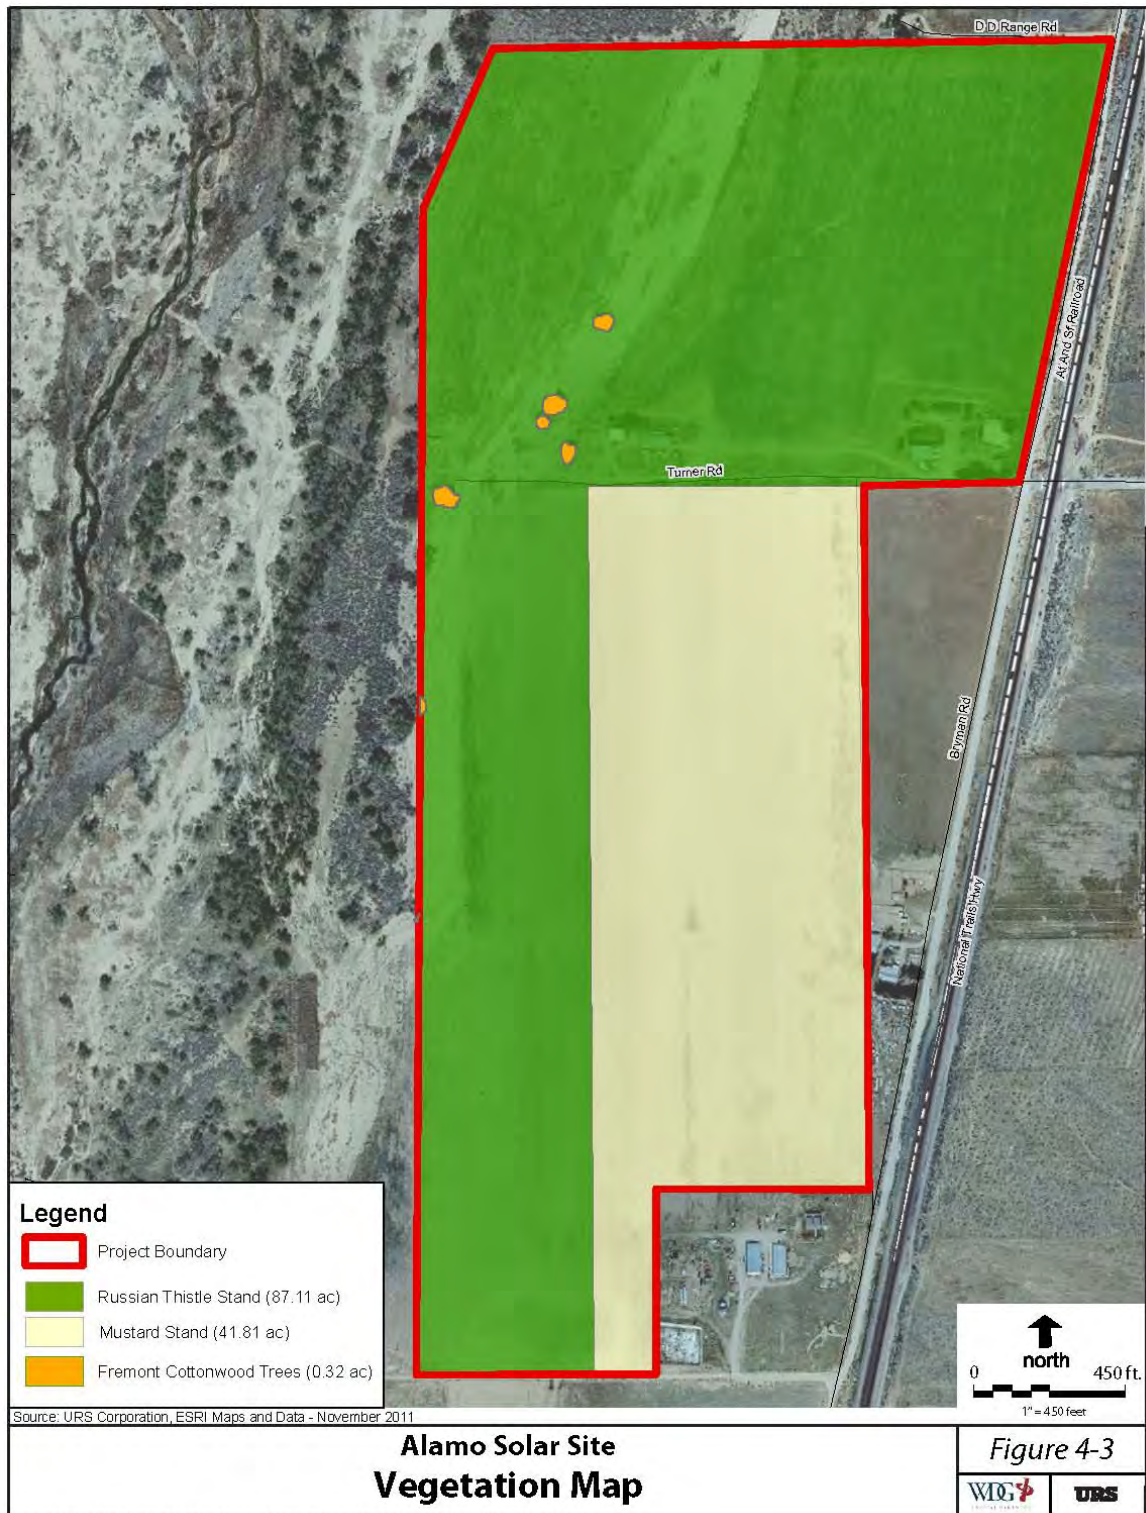 D D Range Rd
At And Sf Railroad
Turner Rd
Bryman Rd
National Trails Hwy
Legend
Project Boundary
Russian Thistle Stand (87.11 ac)
Mustard Stand (41.81 ac)
Fremont Cottonwood Trees (0.32 ac)
north
0 450 ft.
1" = 450 feet
Source: URS Corporation, ESRI Maps and Data - November 2011
Alamo Solar Site
Vegetation Map
Figure 4-3
WDG
URS